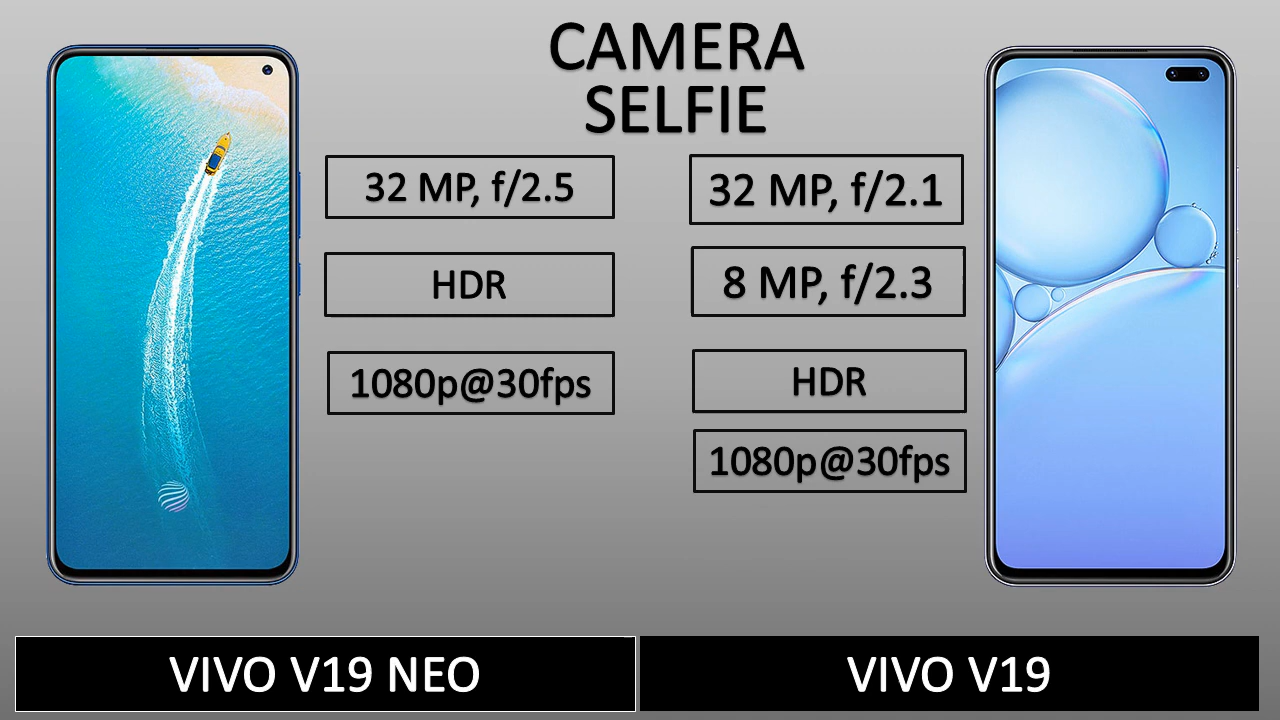 CAMERA
SELFIE
32 MP, f/2.5
HDR
1080p@30fps
32 MP, f/2.1
8 MP, f/2.3
HDR
1080p@30fps
VIVO V19 NEO
VIVO V19